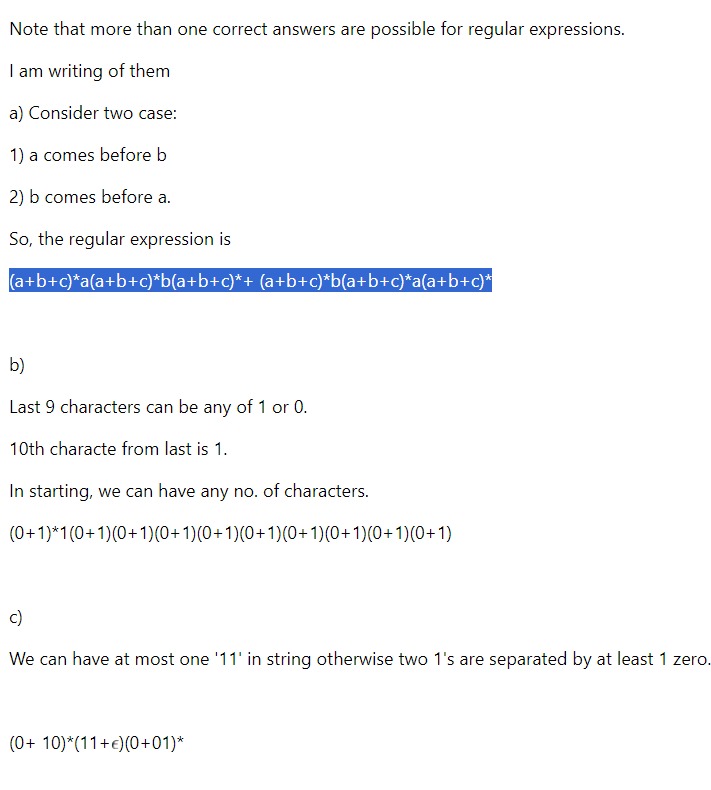 Note that more than one correct answers are possible for regular expressions.
I am writing of them
a) Consider two case:
1) a comes before b
2) b comes before a.
So, the regular expression is
(a+b+c)*a(a+b+c)*b(a+b+c)*+ (a+b+c)*b(a+b+c)*a(a+b+c)*
b)
Last 9 characters can be any of 1 or 0.
10th characte from last is 1.
In starting, we can have any no. of characters.
(0+1)*1(0+1)(0+1)(0+1)(0+1)(0+1)(0+1)(0+1)(0+1)(0+1)
c)
We can have at most one '11' in string otherwise two 1's are separated by at least 1 zero.
(0+ 10)*(11+ϵ)(0+01)*